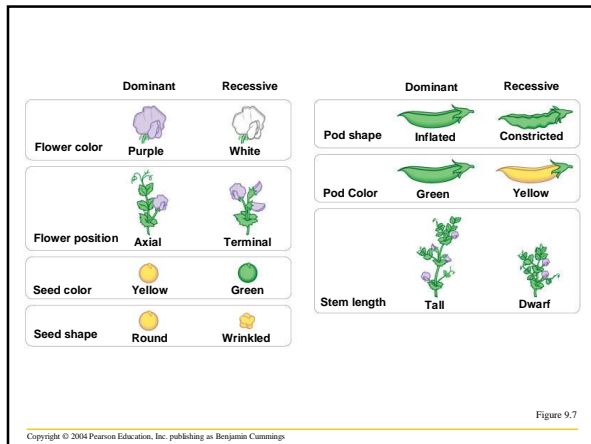 Dominant Recessive
Flower color
Purple White
Flower position
Axial Terminal
Seed color
Yellow Green
Seed shape
Round Wrinkled
Dominant Recessive
Pod shape
Inflated Constricted
Pod Color
Green Yellow
Stem length
Tall Dwarf
Figure 9.7
Copyright © 2004 Pearson Education, Inc. publishing as Benjamin Cummings